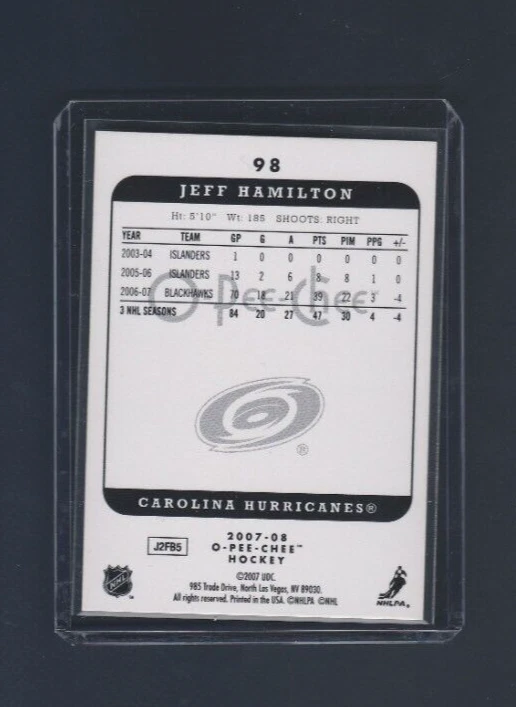 98
JEFF HAMILTON
Ht: 5'10" Wt: 185 SHOOTS: RIGHT
YEAR TEAM GP G A PTS PIM PPG +/-
2003-04 ISLANDERS 1 0 0 0 0 0 0
2005-06 ISLANDERS 13 2 6 8 8 1 0
2006-07 BLACKHAWKS 70 18 21 39 22 3 -4
O-Pee-Chee
3 NHL SEASONS 84 20 27 47 30 4 -4
®
CAROLINA HURRICANES®
2007-08
J2FB5 O-PEE-CHEE™
HOCKEY
©2007 UDC.
985 Trade Drive, North Las Vegas, NV 89030.
All rights reserved. Printed in the USA. ©NHLPA ©NHL
NHL ™
NHLPA®